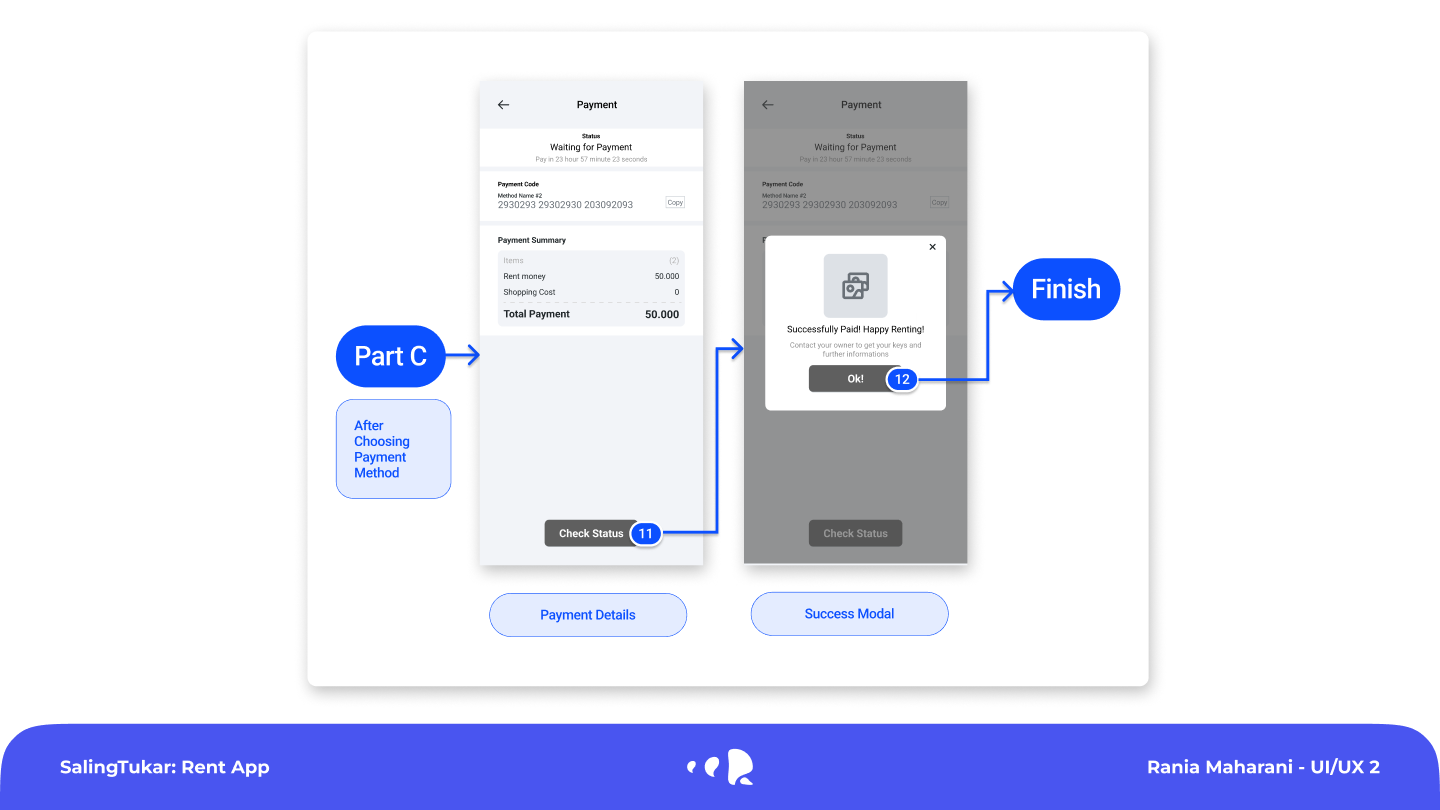 Part C
After
Choosing
Payment
Method
Payment
Status
Waiting for Payment
Pay in 23 hour 57 minute 23 seconds
Payment Code
Method Name #2
2930293 29302930 203092093
Copy
Payment Summary
Items (2)
Rent money 50.000
Shopping Cost 0
Total Payment 50.000
Check Status
11
Payment Details
Payment
Status
Waiting for Payment
Pay in 23 hour 57 minute 23 seconds
Payment Code
Method Name #2
2930293 29302930 203092093
Copy
Successfully Paid! Happy Renting!
Contact your owner to get your keys and
further informations
Ok!
12
Check Status
Success Modal
Finish
SalingTukar: Rent App
Rania Maharani - UI/UX 2